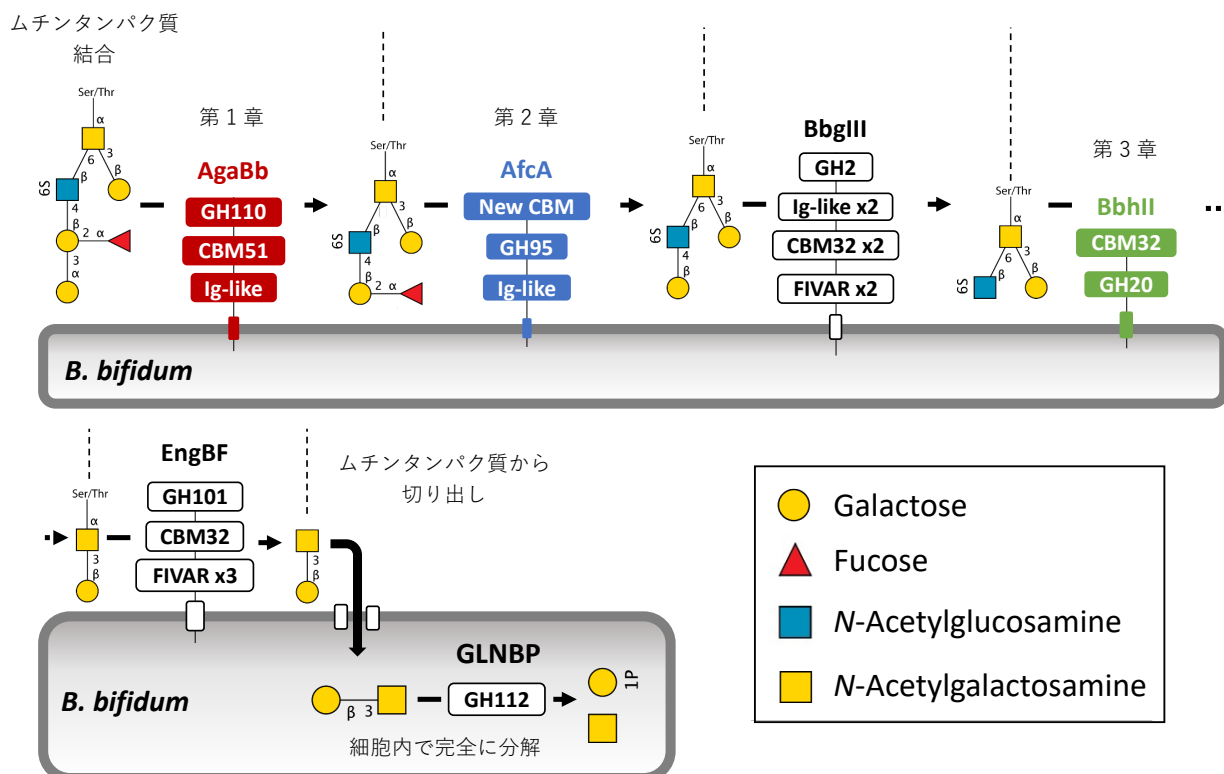 ムチンタンパク質
結合
Ser/Thr
α
6
3
β
β
6S
4
β
2
α
3
α
第 1 章
AgaBb
GH110
CBM51
Ig-like
Ser/Thr
α
3
6
β
β
6S
4
β
2
α
第 2 章
AfcA
New CBM
GH95
Ig-like
Ser/Thr
α
6
3
β
β
6S
4
β
BbgIII
GH2
Ig-like x2
CBM32 x2
FIVAR x2
Ser/Thr
α
6
3
β
β
6S
第 3 章
BbhII
CBM32
GH20
B. bifidum
Ser/Thr
α
3
β
EngBF
GH101
CBM32
FIVAR x3
3
β
ムチンタンパク質から
切り出し
B. bifidum
β 3
GLNBP
GH112
1P
細胞内で完全に分解
Galactose
Fucose
N-Acetylglucosamine
N-Acetylgalactosamine